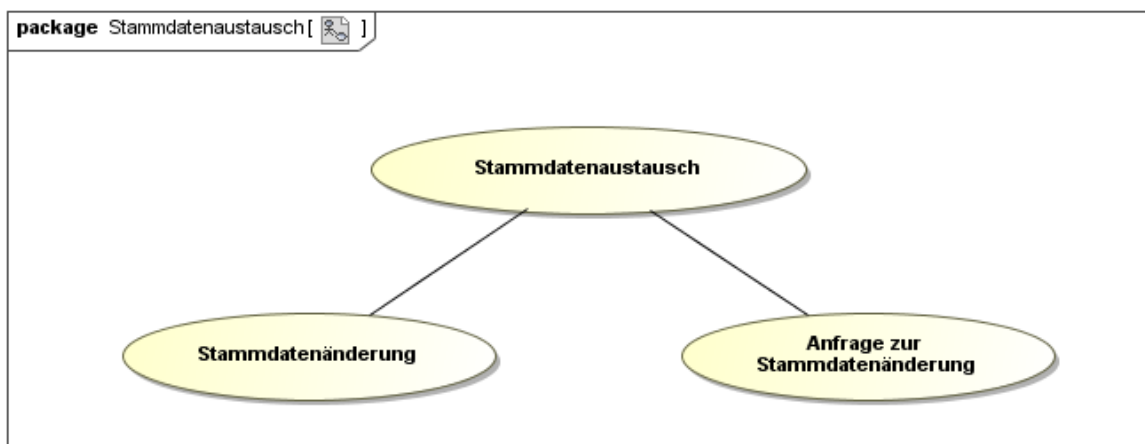 package Stammdatenaustausch [ ]
Stammdatenaustausch
Stammdatenänderung
Anfrage zur
Stammdatenänderung